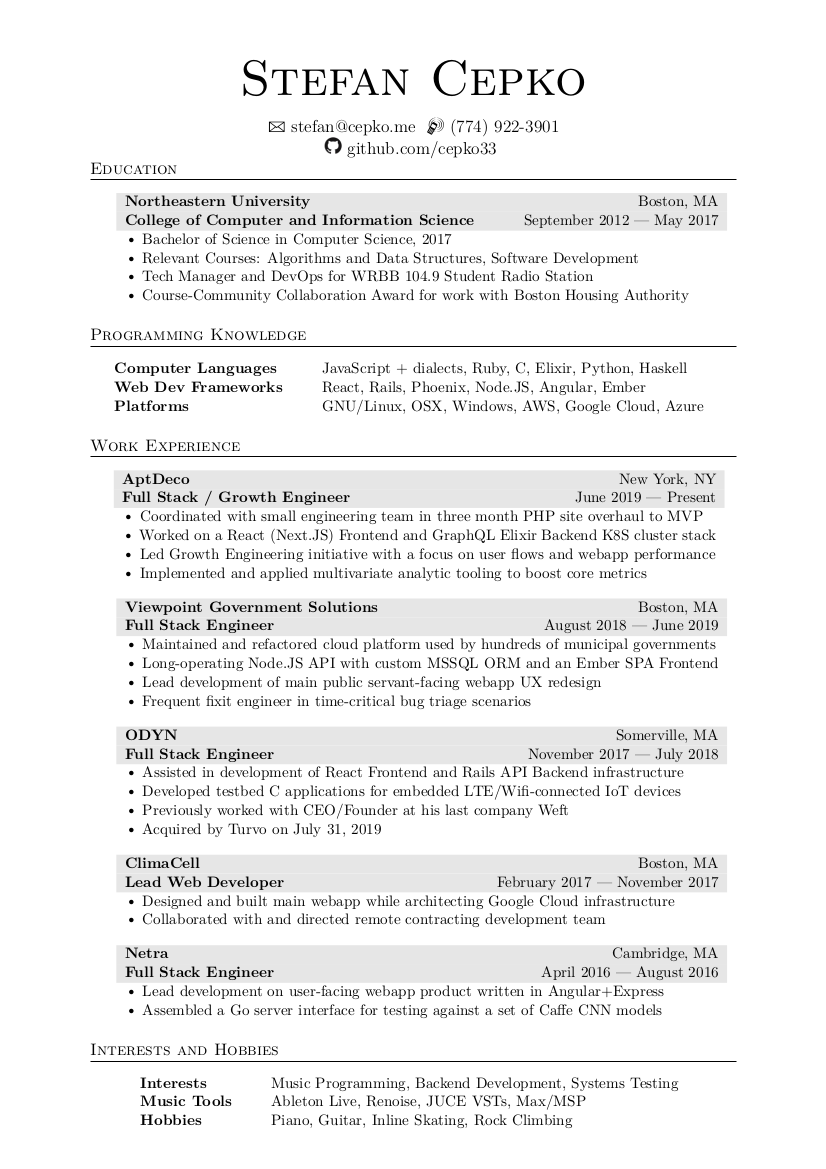 Stefan Cepko
stefan@cepko.me (774) 922-3901
github.com/cepko33
Education
Northeastern University Boston, MA
College of Computer and Information Science September 2012 — May 2017
• Bachelor of Science in Computer Science, 2017
• Relevant Courses: Algorithms and Data Structures, Software Development
• Tech Manager and DevOps for WRBB 104.9 Student Radio Station
• Course-Community Collaboration Award for work with Boston Housing Authority
Programming Knowledge
Computer Languages JavaScript + dialects, Ruby, C, Elixir, Python, Haskell
Web Dev Frameworks React, Rails, Phoenix, Node.JS, Angular, Ember
Platforms GNU/Linux, OSX, Windows, AWS, Google Cloud, Azure
Work Experience
AptDeco New York, NY
Full Stack / Growth Engineer June 2019 — Present
• Coordinated with small engineering team in three month PHP site overhaul to MVP
• Worked on a React (Next.JS) Frontend and GraphQL Elixir Backend K8S cluster stack
• Led Growth Engineering initiative with a focus on user flows and webapp performance
• Implemented and applied multivariate analytic tooling to boost core metrics
Viewpoint Government Solutions Boston, MA
Full Stack Engineer August 2018 — June 2019
• Maintained and refactored cloud platform used by hundreds of municipal governments
• Long-operating Node.JS API with custom MSSQL ORM and an Ember SPA Frontend
• Lead development of main public servant-facing webapp UX redesign
• Frequent fixit engineer in time-critical bug triage scenarios
ODYN Somerville, MA
Full Stack Engineer November 2017 — July 2018
• Assisted in development of React Frontend and Rails API Backend infrastructure
• Developed testbed C applications for embedded LTE/Wifi-connected IoT devices
• Previously worked with CEO/Founder at his last company Weft
• Acquired by Turvo on July 31, 2019
ClimaCell Boston, MA
Lead Web Developer February 2017 — November 2017
• Designed and built main webapp while architecting Google Cloud infrastructure
• Collaborated with and directed remote contracting development team
Netra Cambridge, MA
Full Stack Engineer April 2016 — August 2016
• Lead development on user-facing webapp product written in Angular+Express
• Assembled a Go server interface for testing against a set of Caffe CNN models
Interests and Hobbies
Interests Music Programming, Backend Development, Systems Testing
Music Tools Ableton Live, Renoise, JUCE VSTs, Max/MSP
Hobbies Piano, Guitar, Inline Skating, Rock Climbing